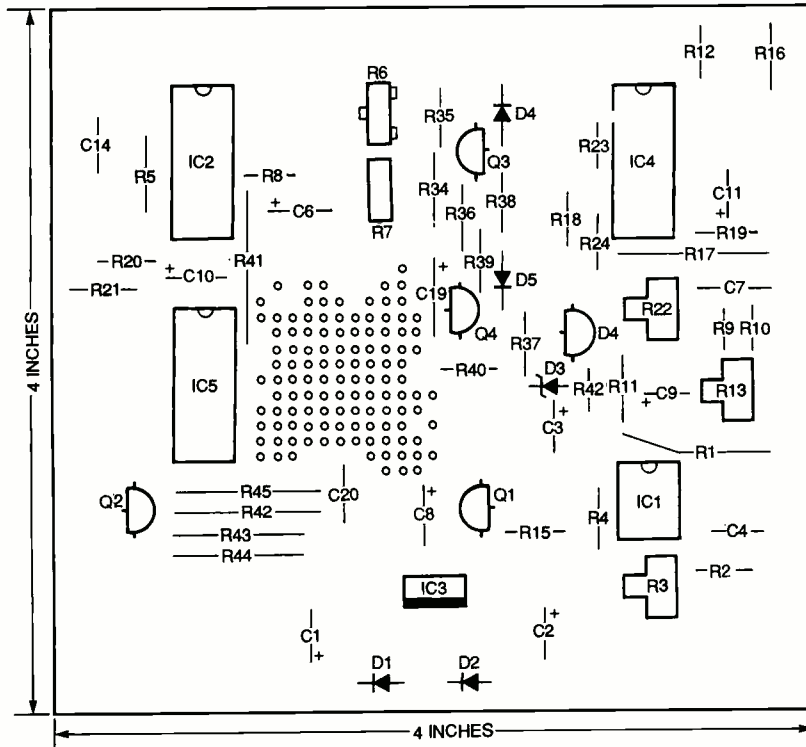 R12
R16
R6
D4
R35
C14
R5
IC2
R8
Q3
R23
IC4
R34
R36
R38
C11
+
+
C6
R7
R18
R24
+
R19
R41
R17
R20
R39
R21
+
C10
+
C19
D5
C7
R22
Q4
R37
D4
R9
R10
4 INCHES
IC5
R40
D3
R42
R11
+
C9
R13
+
C3
R1
Q2
R45
C20
+
C8
Q1
R4
IC1
R42
R15
C4
R43
R44
R2
IC3
R3
C1
+
C2
+
D1
D2
4 INCHES